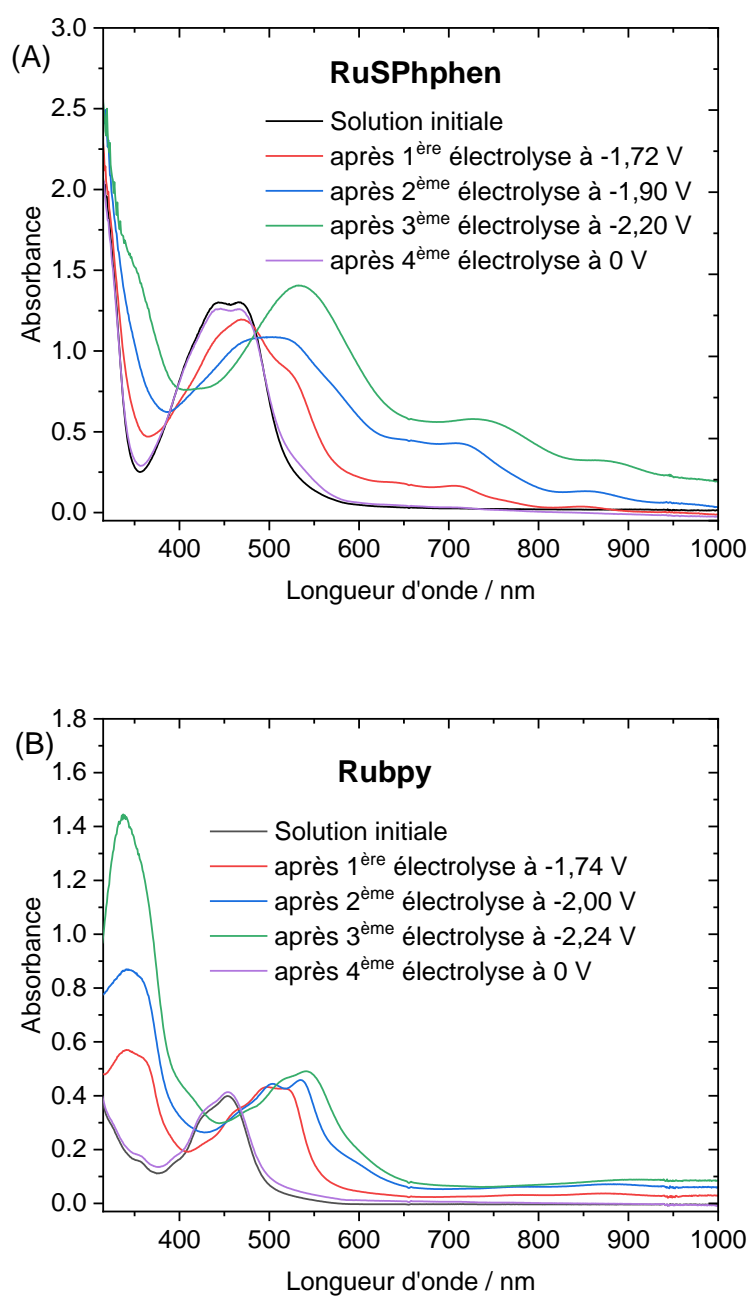 (A)
RuSPhphen
Solution initiale
après 1ère électrolyse à -1,72 V
après 2ème électrolyse à -1,90 V
après 3ème électrolyse à -2,20 V
après 4ème électrolyse à 0 V
3.0
2.5
2.0
1.5
1.0
0.5
0.0
Absorbance
400 500 600 700 800 900 1000
Longueur d'onde / nm
(B)
Rubpy
Solution initiale
après 1ère électrolyse à -1,74 V
après 2ème électrolyse à -2,00 V
après 3ème électrolyse à -2,24 V
après 4ème électrolyse à 0 V
1.8
1.6
1.4
1.2
1.0
0.8
0.6
0.4
0.2
0.0
Absorbance
400 500 600 700 800 900 1000
Longueur d'onde / nm